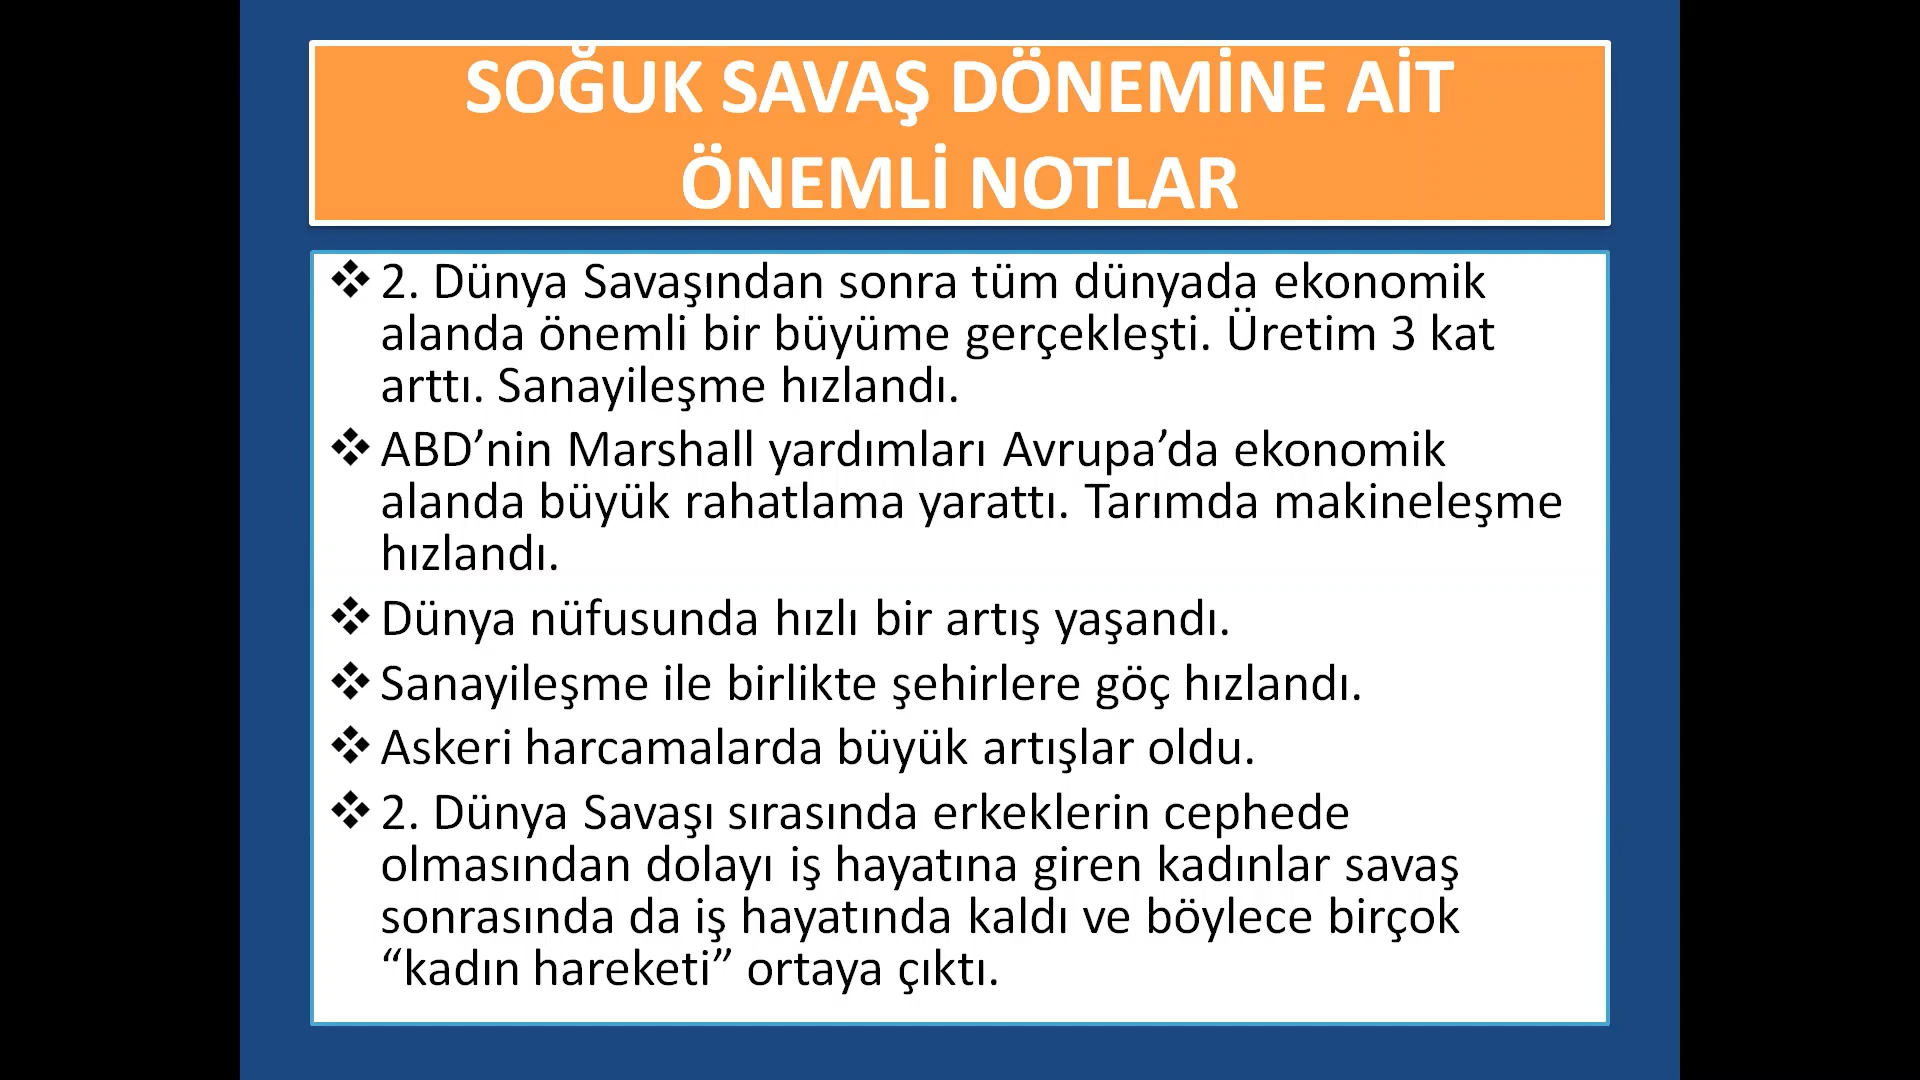 SOĞUK SAVAŞ DÖNEMİNE AİT
ÖNEMLİ NOTLAR
❖ 2. Dünya Savaşından sonra tüm dünyada ekonomik
alanda önemli bir büyüme gerçekleşti. Üretim 3 kat
arttı. Sanayileşme hızlandı.
❖ ABD’nin Marshall yardımları Avrupa’da ekonomik
alanda büyük rahatlama yarattı. Tarımda makineleşme
hızlandı.
❖ Dünya nüfusunda hızlı bir artış yaşandı.
❖ Sanayileşme ile birlikte şehirlere göç hızlandı.
❖ Askeri harcamalarda büyük artışlar oldu.
❖ 2. Dünya Savaşı sırasında erkeklerin cephede
olmasından dolayı iş hayatına giren kadınlar savaş
sonrasında da iş hayatında kaldı ve böylece birçok
“kadın hareketi” ortaya çıktı.